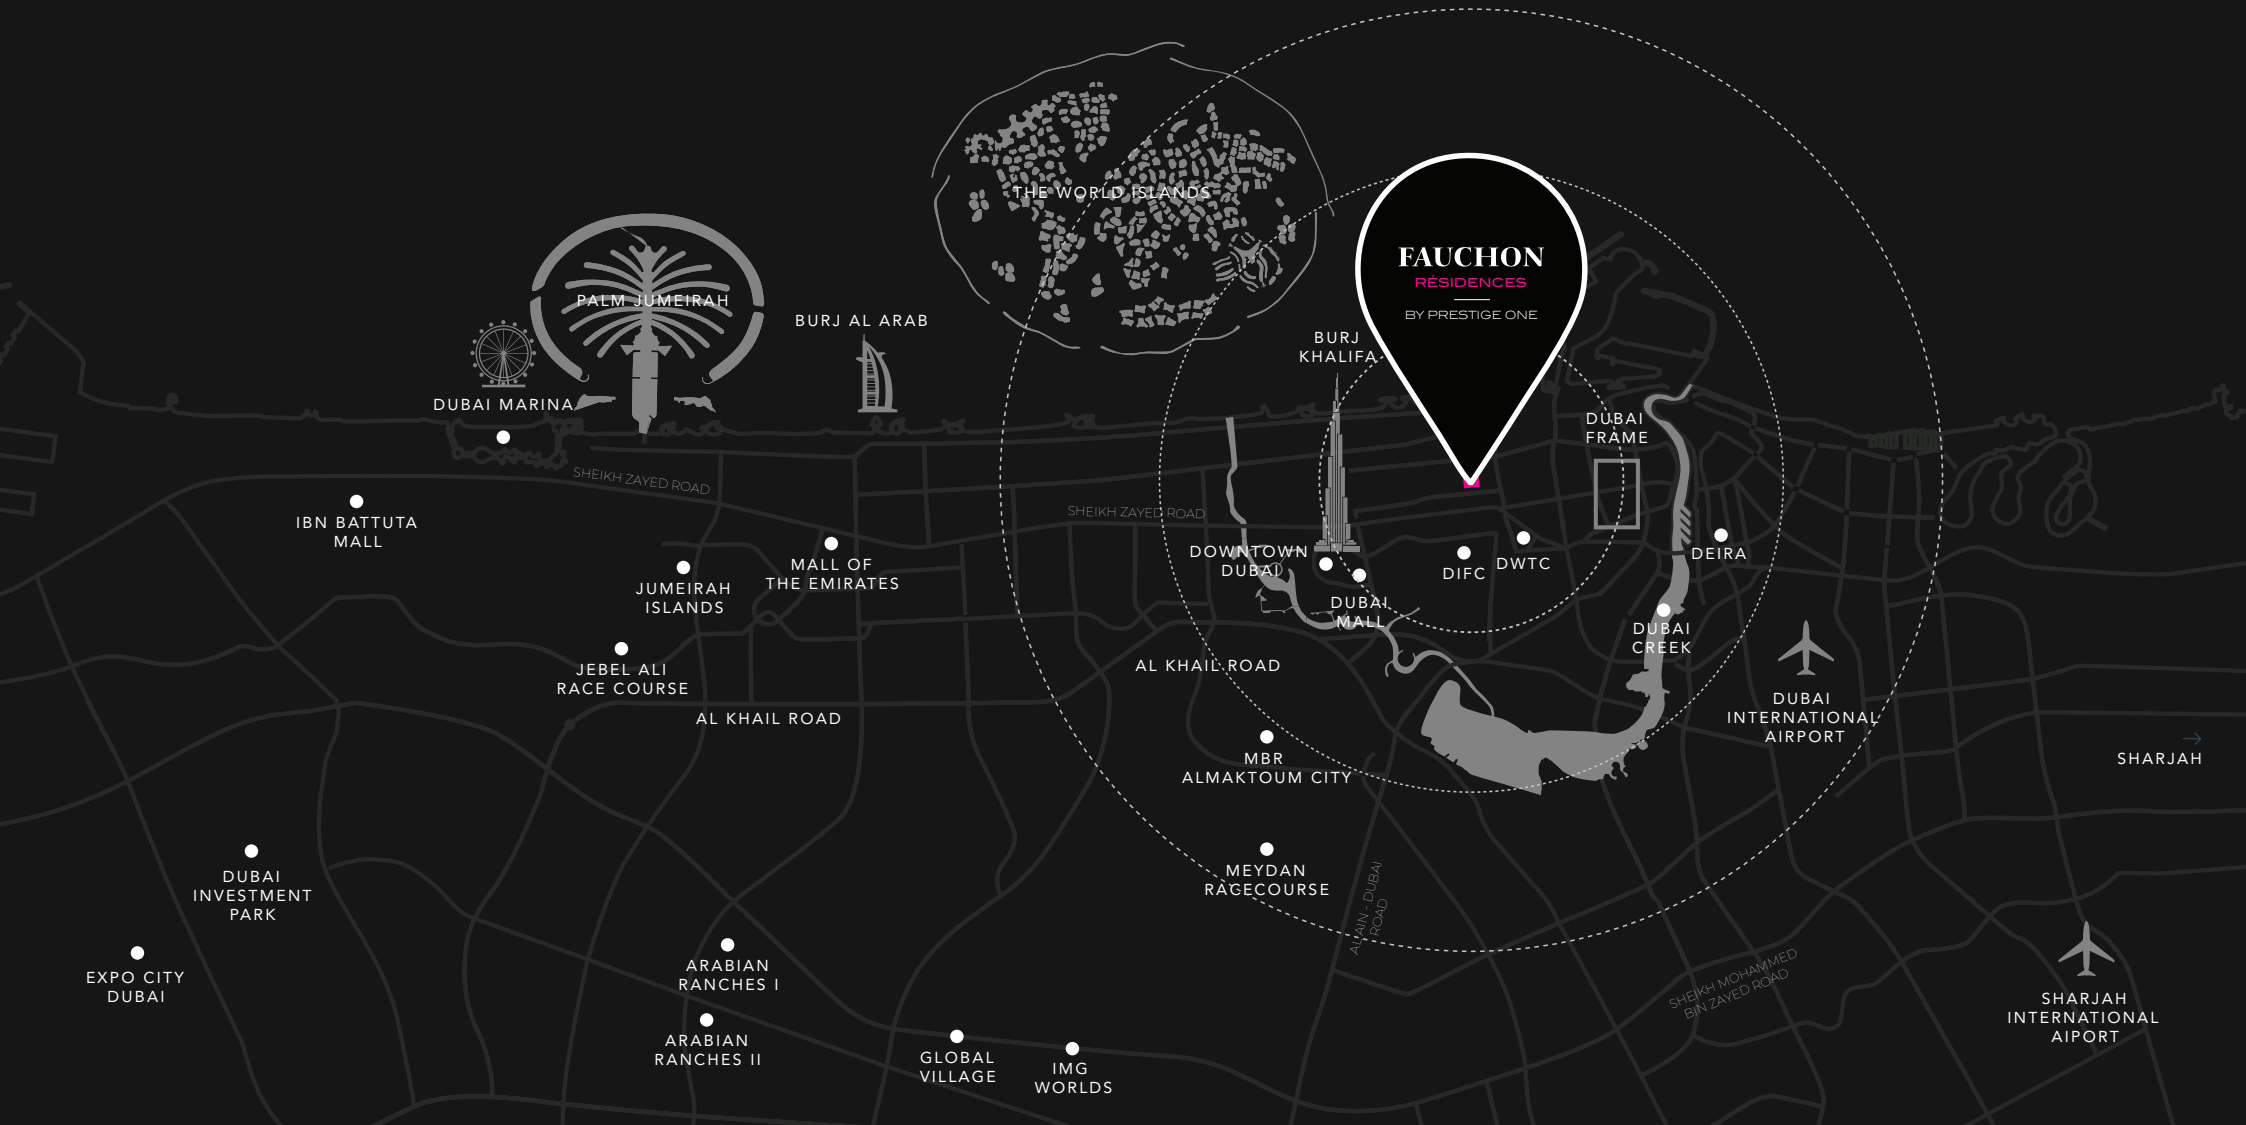 THE WORLD ISLANDS
FAUCHON
RÉSIDENCES
BY PRESTIGE ONE
PALM JUMEIRAH
BURJ AL ARAB
BURJ
KHALIFA
DUBAI MARINA
DUBAI
FRAME
SHEIKH ZAYED ROAD
SHEIKH ZAYED ROAD
IBN BATTUTA
MALL
JUMEIRAH
ISLANDS
MALL OF
THE EMIRATES
DOWNTOWN
DUBAI
DUBAI
MALL
DIFC
DWTC
DEIRA
DUBAI
CREEK
JEBEL ALI
RACE COURSE
AL KHAIL ROAD
AL KHAIL ROAD
DUBAI
INTERNATIONAL
AIRPORT
SHARJAH
MBR
ALMAKTOUM CITY
MEYDAN
RACECOURSE
AL AIN - DUBAI
ROAD
DUBAI
INVESTMENT
PARK
EXPO CITY
DUBAI
ARABIAN
RANCHES I
ARABIAN
RANCHES II
GLOBAL
VILLAGE
IMG
WORLDS
SHEIKH MOHAMMED
BIN ZAYED ROAD
SHARJAH
INTERNATIONAL
AIPORT